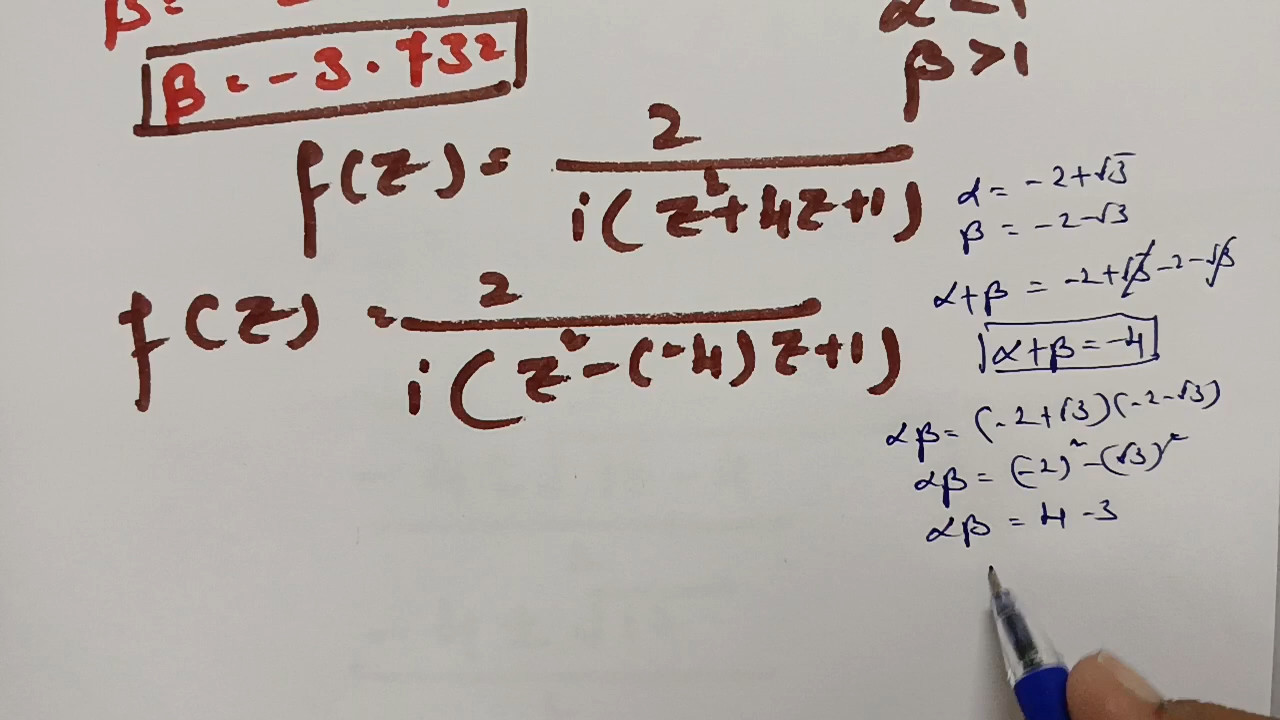 β = -
β = -3.732
β > 1
f(z) = 2 / i(z² + 4z + 1)
f(z) = 2 / i(z² - (-4)z + 1)
α = -2+√3
β = -2-√3
α+β = -2+√3-2-√3
α+β = -4
αβ = (-2+√3)(-2-√3)
αβ = (-2)² - (√3)²
αβ = 4 - 3